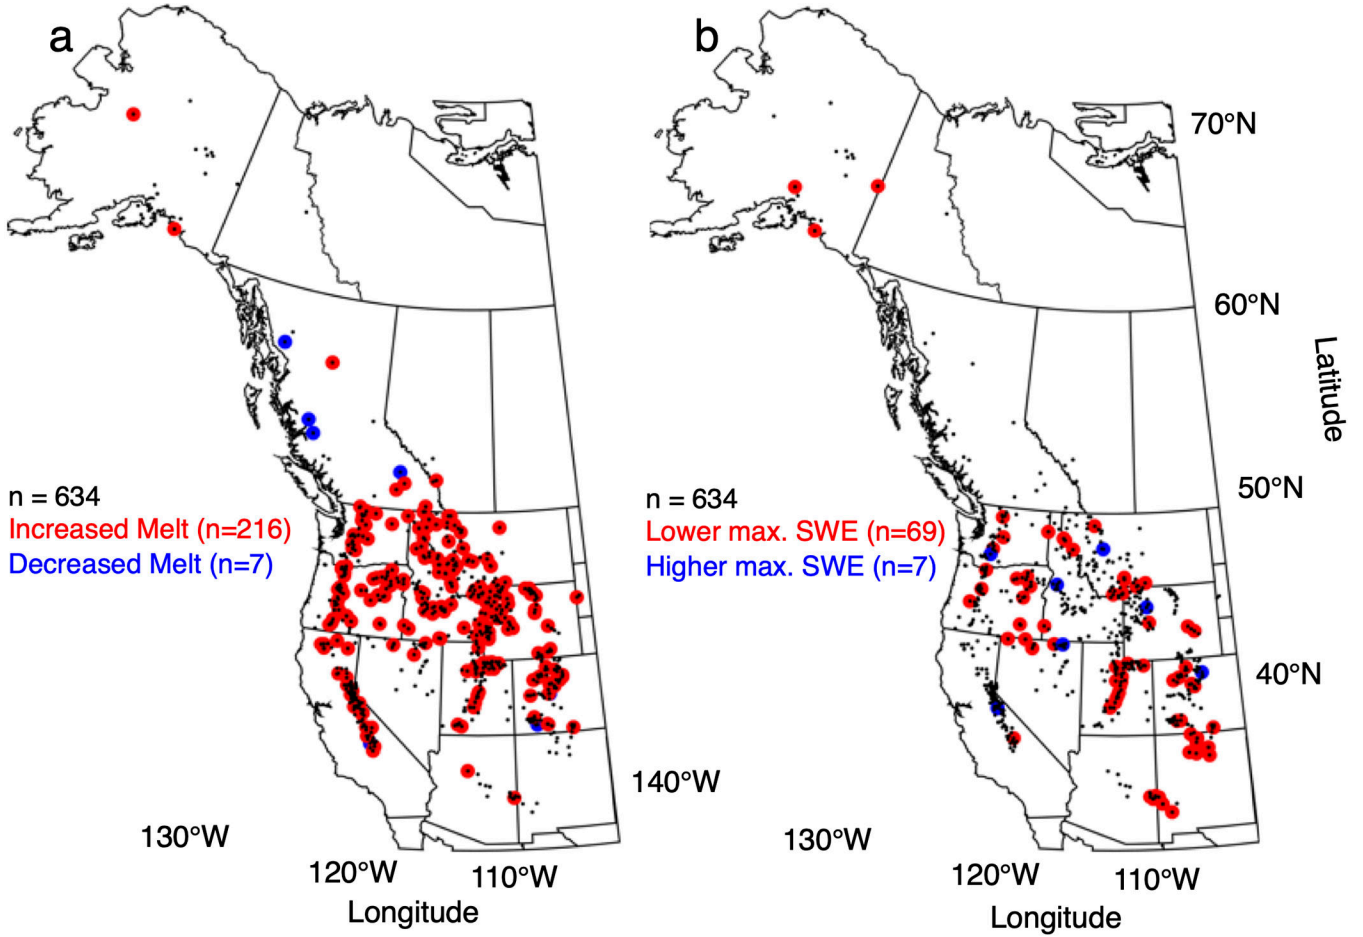 a
b
70°N
60°N
Latitude
50°N
n = 634
Increased Melt (n=216)
Decreased Melt (n=7)
n = 634
Lower max. SWE (n=69)
Higher max. SWE (n=7)
40°N
140°W
130°W
120°W
110°W
Longitude
130°W
120°W
110°W
Longitude